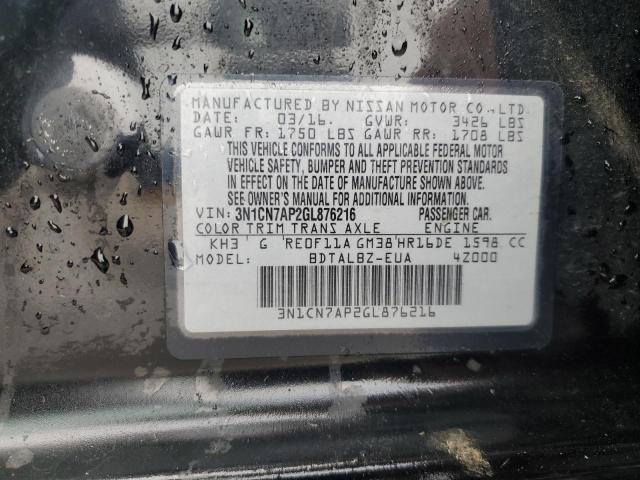 MANUFACTURED BY NISSAN MOTOR CO., LTD.
DATE: 03/16. GVWR: 3426 LBS
GAWR FR: 1750 LBS GAWR RR: 1708 LBS
THIS VEHICLE CONFORMS TO ALL APPLICABLE FEDERAL MOTOR
VEHICLE SAFETY, BUMPER AND THEFT PREVENTION STANDARDS
IN EFFECT ON THE DATE OF MANUFACTURE SHOWN ABOVE.
SEE OWNER'S MANUAL FOR ADDITIONAL INFORMATION.
VIN: 3N1CN7AP2GL876216 PASSENGER CAR.
COLOR TRIM TRANS AXLE ENGINE
KH3 G RE0F11A GM38 HR16DE 1598 CC
MODEL: BDTALBZ-EUA 4Z000
3N1CN7AP2GL876216